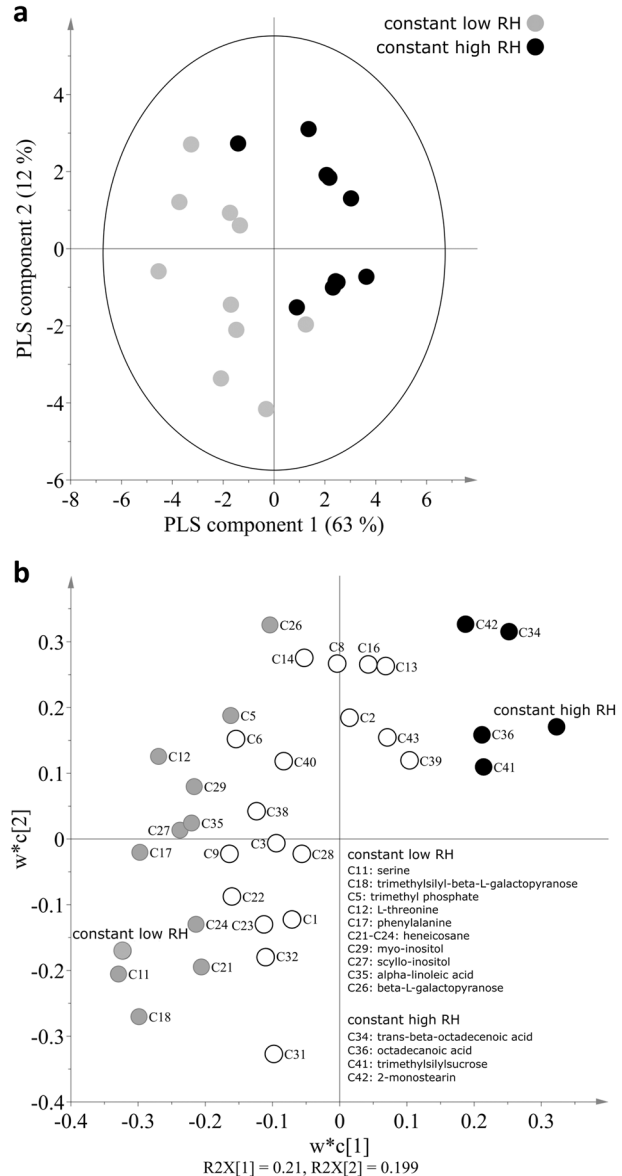 a
constant low RH
constant high RH
PLS component 2 (12 %)
4
2
0
-2
-4
-6
-8
-6
-4
-2
0
2
4
6
PLS component 1 (63 %)
b
w*c[2]
0.3
0.2
0.1
0
-0.1
-0.2
-0.3
-0.4
C26
C14
C8
C16
C13
C42
C34
C5
C6
C2
C43
C39
constant high RH
C36
C41
C12
C40
C29
C38
C35
C27
C3
C17
C9
C28
C22
C24
C23
C1
constant low RH
C11
C21
C32
C18
C31
constant low RH
C11: serine
C18: trimethylsilyl-beta-L-galactopyranose
C5: trimethyl phosphate
C12: L-threonine
C17: phenylalanine
C21-C24: heneicosane
C29: myo-inositol
C27: scyllo-inositol
C35: alpha-linoleic acid
C26: beta-L-galactopyranose
constant high RH
C34: trans-beta-octadecenoic acid
C36: octadecanoic acid
C41: trimethylsilylsucrose
C42: 2-monostearin
-0.4
-0.3
-0.2
-0.1
0
0.1
0.2
0.3
w*c[1]
R2X[1] = 0.21, R2X[2] = 0.199